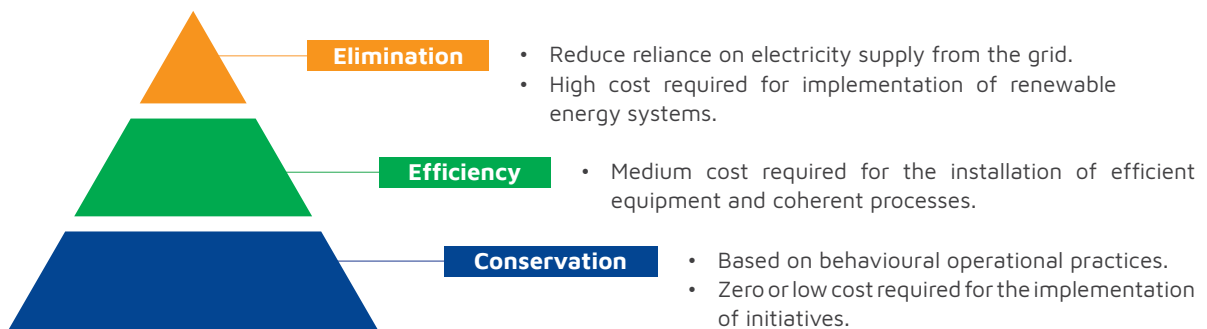 Elimination
• Reduce reliance on electricity supply from the grid.
• High cost required for implementation of renewable
energy systems.
Efficiency
• Medium cost required for the installation of efficient
equipment and coherent processes.
Conservation
• Based on behavioural operational practices.
• Zero or low cost required for the implementation
of initiatives.